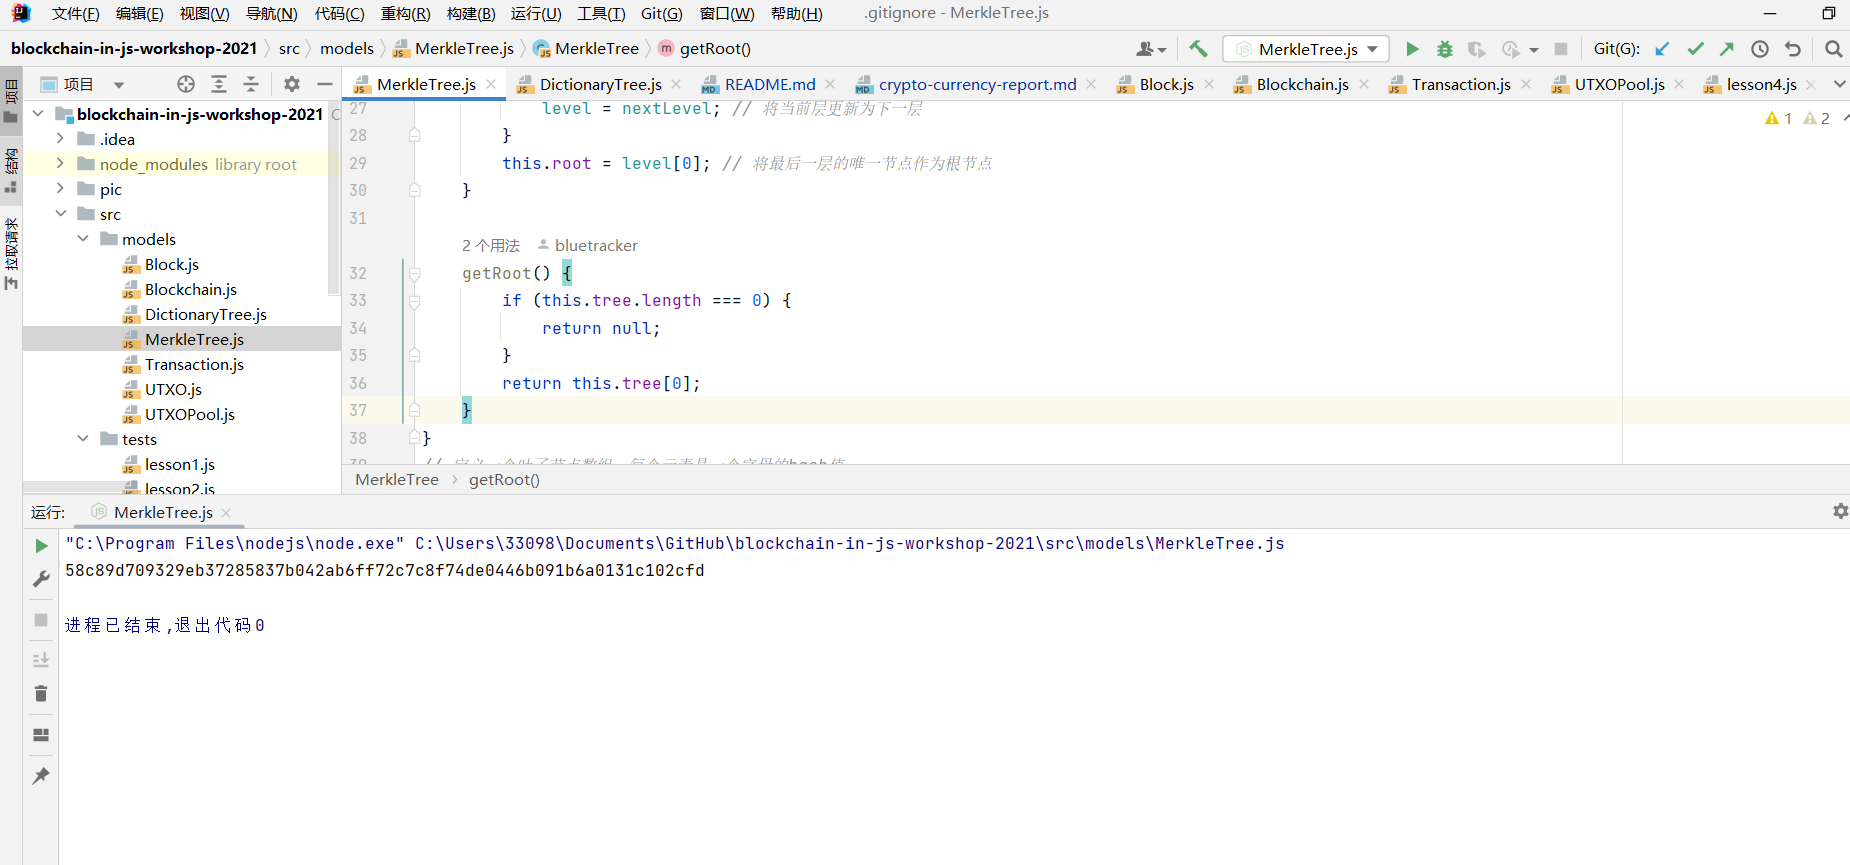 文件(F) 编辑(E) 视图(V) 导航(N) 代码(C) 重构(R) 构建(B) 运行(U) 工具(T) Git(G) 窗口(W) 帮助(H) .gitignore - MerkleTree.js
blockchain-in-js-workshop-2021 src models MerkleTree.js MerkleTree getRoot() MerkleTree.js Git(G):
项目 MerkleTree.js DictionaryTree.js README.md crypto-currency-report.md Block.js Blockchain.js Transaction.js UTXOPool.js lesson4.js
项目
结构
拉取请求
blockchain-in-js-workshop-2021
.idea
node_modules library root
pic
src
models
Block.js
Blockchain.js
DictionaryTree.js
MerkleTree.js
Transaction.js
UTXO.js
UTXOPool.js
tests
lesson1.js
lesson2.js
1 2
27 level = nextLevel; // 将当前层更新为下一层
28 }
29 this.root = level[0]; // 将最后一层的唯一节点作为根节点
30 }
31
2 个用法 bluetracker
32 getRoot() {
33 if (this.tree.length === 0) {
34 return null;
35 }
36 return this.tree[0];
37 }
38 }
MerkleTree getRoot()
运行: MerkleTree.js
"C:\Program Files\nodejs\node.exe" C:\Users\33098\Documents\GitHub\blockchain-in-js-workshop-2021\src\models\MerkleTree.js
58c89d709329eb37285837b042ab6ff72c7c8f74de0446b091b6a0131c102cfd
进程已结束,退出代码0